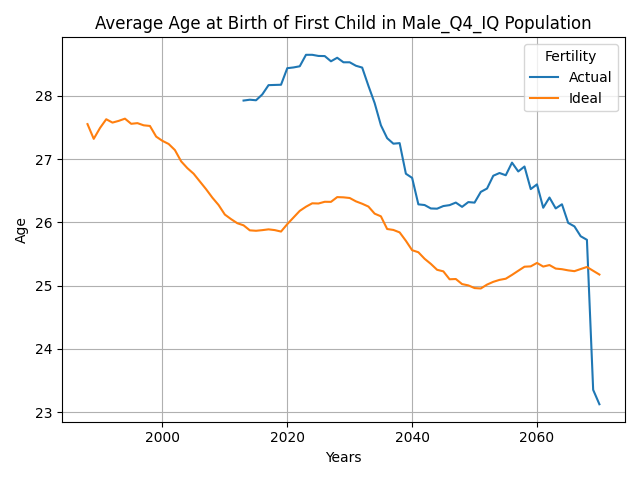 Average Age at Birth of First Child in Male_Q4_IQ Population
Fertility
Actual
Ideal
28
27
26
25
24
23
Age
2000
2020
2040
2060
Years